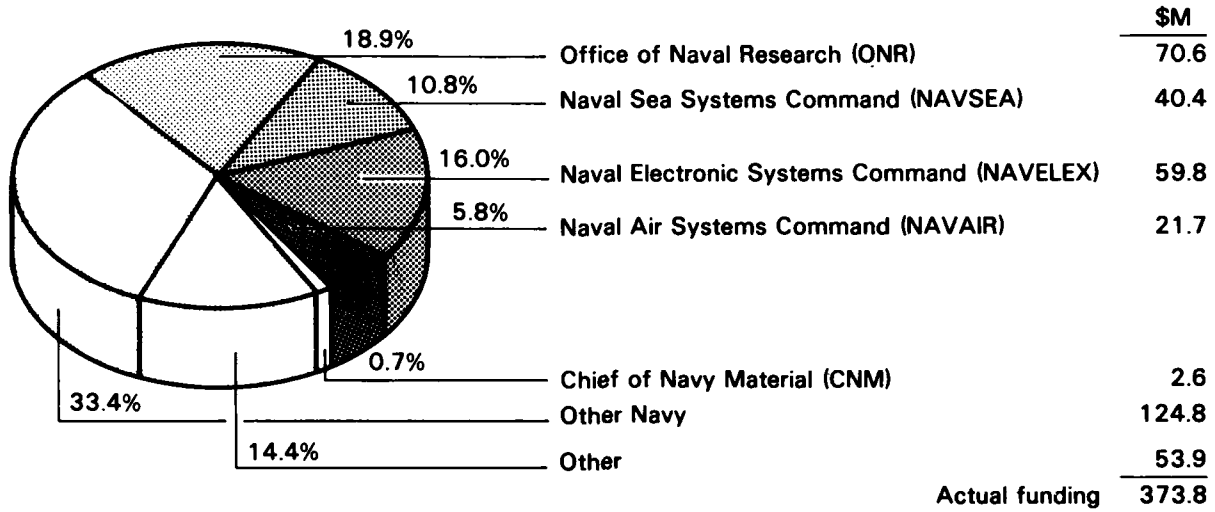 $M
18.9% Office of Naval Research (ONR) 70.6
10.8% Naval Sea Systems Command (NAVSEA) 40.4
16.0% Naval Electronic Systems Command (NAVELEX) 59.8
5.8% Naval Air Systems Command (NAVAIR) 21.7
0.7% Chief of Navy Material (CNM) 2.6
33.4% Other Navy 124.8
14.4% Other 53.9
Actual funding 373.8